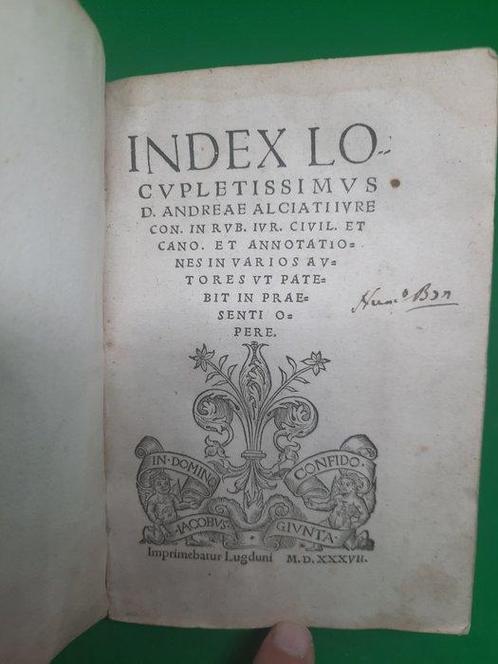 INDEX LO-
CVPLETISSIMVS
D. ANDREAE ALCIATI IVRE
CON. IN RVB. IVR. CIVIL. ET
CANO. ET ANNOTATIO-
NES IN VARIOS AV-
TORES VT PATE-
BIT IN PRAE-
SENTI O-
PERE.
IN·DOMIN CONFIDO·
·IACOBVS· GIVNTA·
Imprimebatur Lugduni M.D.XXXVII.